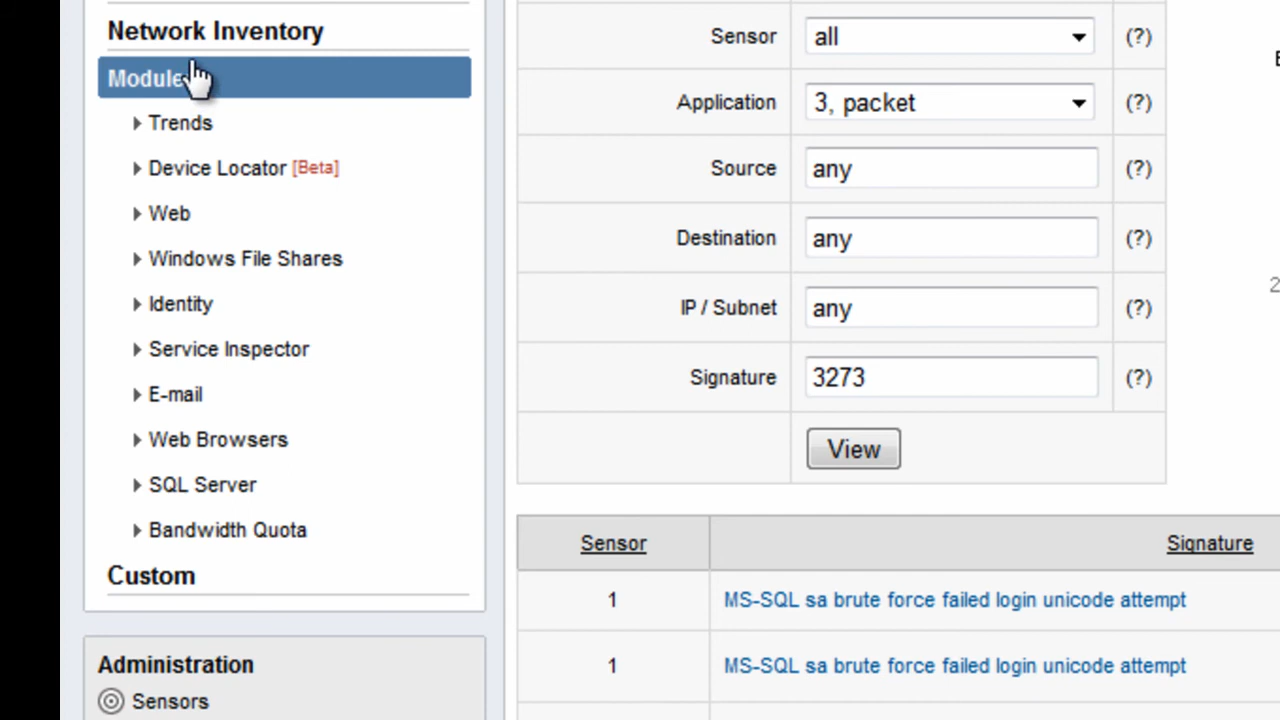 Network Inventory
Module
Trends
Device Locator [Beta]
Web
Windows File Shares
Identity
Service Inspector
E-mail
Web Browsers
SQL Server
Bandwidth Quota
Custom
Administration
Sensors
Sensor all (?)
Application 3, packet (?)
Source any (?)
Destination any (?)
IP / Subnet any (?)
Signature 3273 (?)
View
Sensor Signature
1 MS-SQL sa brute force failed login unicode attempt
1 MS-SQL sa brute force failed login unicode attempt